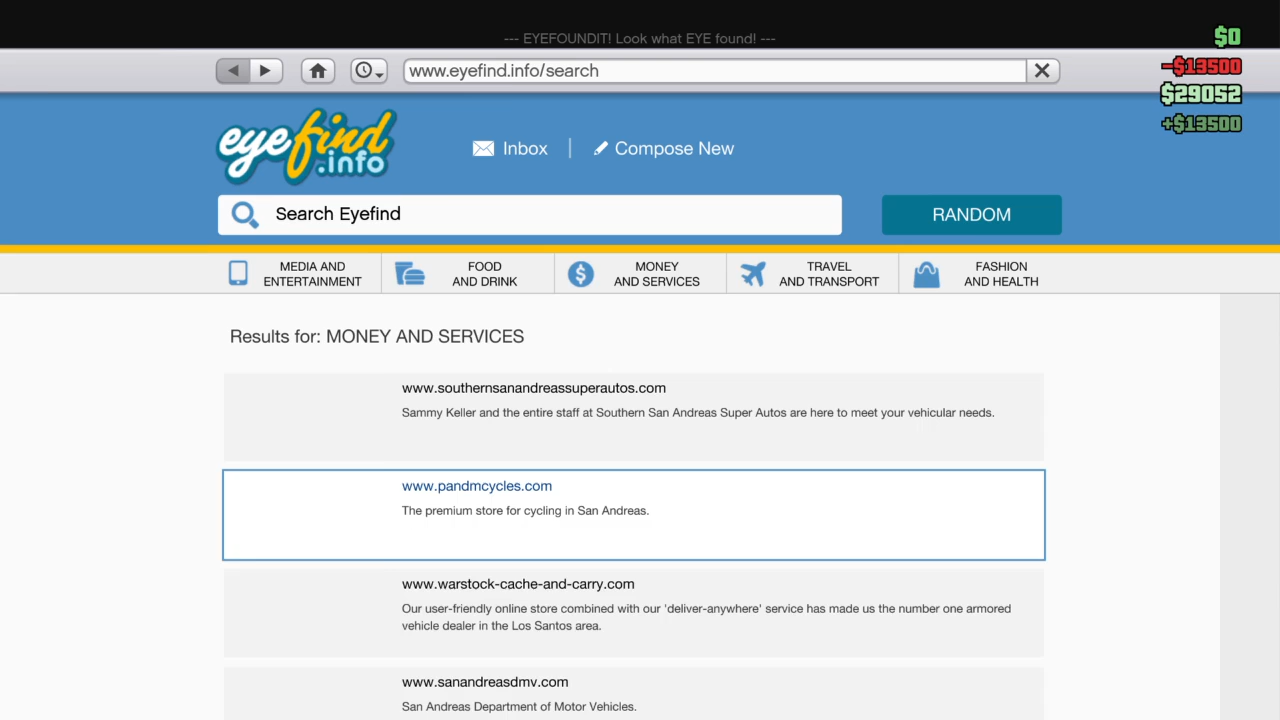 --- EYEFOUNDIT! Look what EYE found! ---
$0
-$13500
$29052
+$13500
www.eyefind.info/search
eyefind.info
Inbox
Compose New
Search Eyefind
RANDOM
MEDIA AND
ENTERTAINMENT
FOOD
AND DRINK
MONEY
AND SERVICES
TRAVEL
AND TRANSPORT
FASHION
AND HEALTH
Results for: MONEY AND SERVICES
www.southernsanandreassuperautos.com
Sammy Keller and the entire staff at Southern San Andreas Super Autos are here to meet your vehicular needs.
www.pandmcycles.com
The premium store for cycling in San Andreas.
www.warstock-cache-and-carry.com
Our user-friendly online store combined with our 'deliver-anywhere' service has made us the number one armored
vehicle dealer in the Los Santos area.
www.sanandreasdmv.com
San Andreas Department of Motor Vehicles.